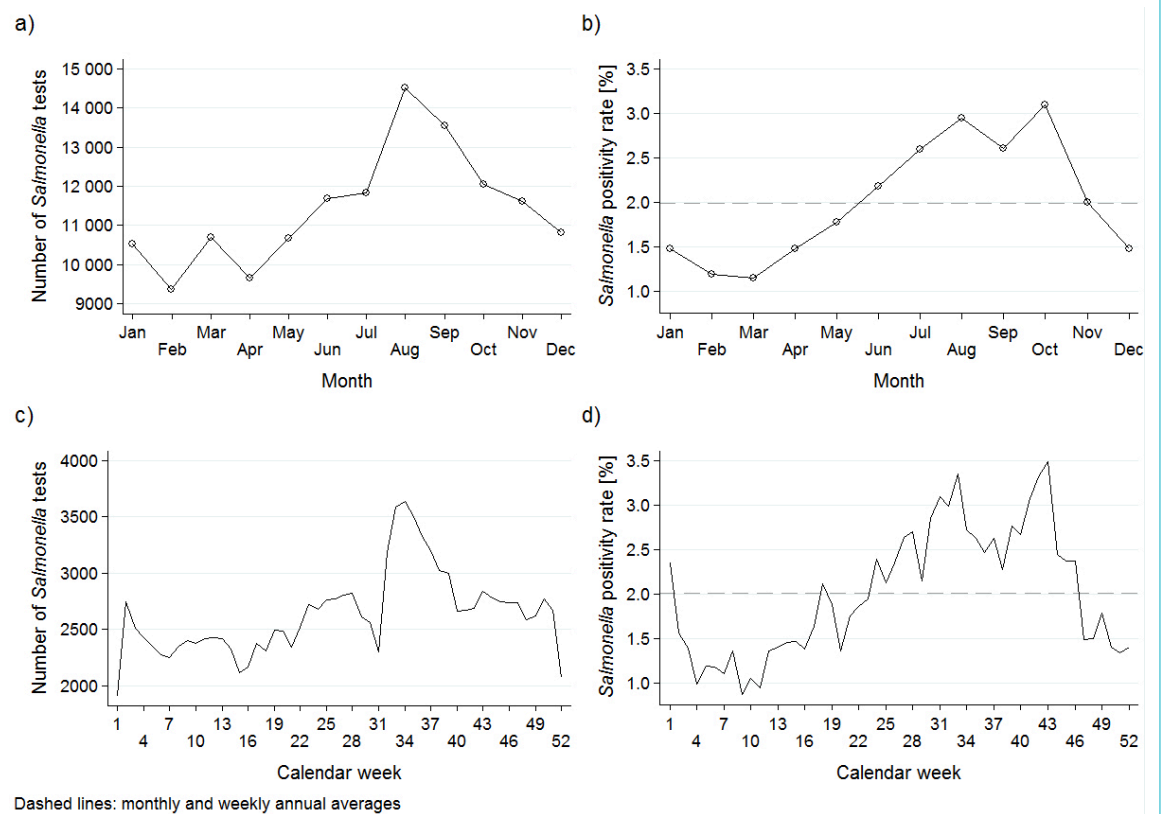 a)
Number of Salmonella tests
15 000
14 000
13 000
12 000
11 000
10 000
9000
Jan Mar May Jul Sep Nov
Feb Apr Jun Aug Oct Dec
Month
b)
Salmonella positivity rate [%]
3.5
3.0
2.5
2.0
1.5
1.0
Jan Mar May Jul Sep Nov
Feb Apr Jun Aug Oct Dec
Month
c)
Number of Salmonella tests
4000
3500
3000
2500
2000
1 7 13 19 25 31 37 43 49
4 10 16 22 28 34 40 46 52
Calendar week
d)
Salmonella positivity rate [%]
3.5
3.0
2.5
2.0
1.5
1.0
1 7 13 19 25 31 37 43 49
4 10 16 22 28 34 40 46 52
Calendar week
Dashed lines: monthly and weekly annual averages